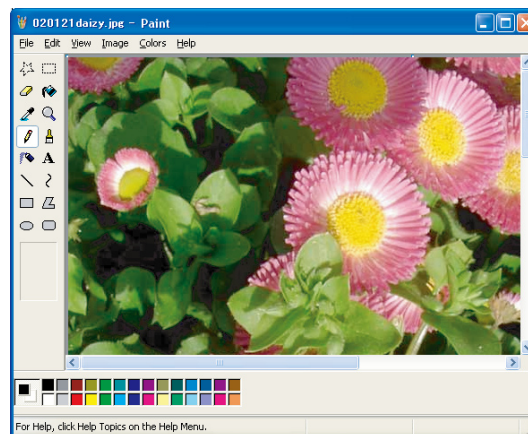 020121daizy.jpg - Paint
File Edit View Image Colors Help
A
For Help, click Help Topics on the Help Menu.